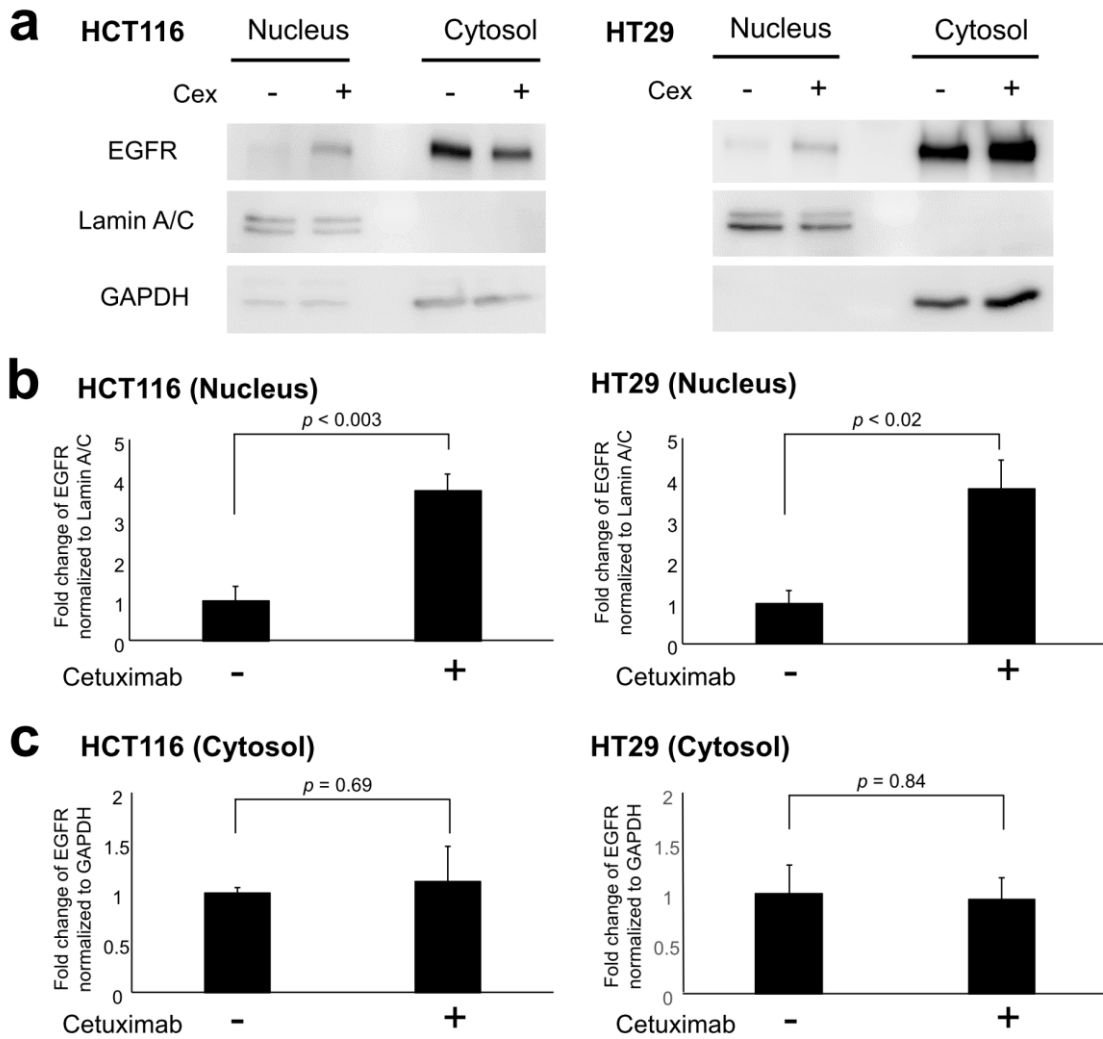 a
HCT116 Nucleus Cytosol
Cex - + - +
EGFR
Lamin A/C
GAPDH
HT29 Nucleus Cytosol
Cex - + - +
b
HCT116 (Nucleus)
p < 0.003
Fold change of EGFR
normalized to Lamin A/C
5
4
3
2
1
0
Cetuximab - +
HT29 (Nucleus)
p < 0.02
Fold change of EGFR
normalized to Lamin A/C
5
4
3
2
1
0
Cetuximab - +
c
HCT116 (Cytosol)
p = 0.69
Fold change of EGFR
normalized to GAPDH
2
1.5
1
0.5
0
Cetuximab - +
HT29 (Cytosol)
p = 0.84
Fold change of EGFR
normalized to GAPDH
2
1.5
1
0.5
0
Cetuximab - +